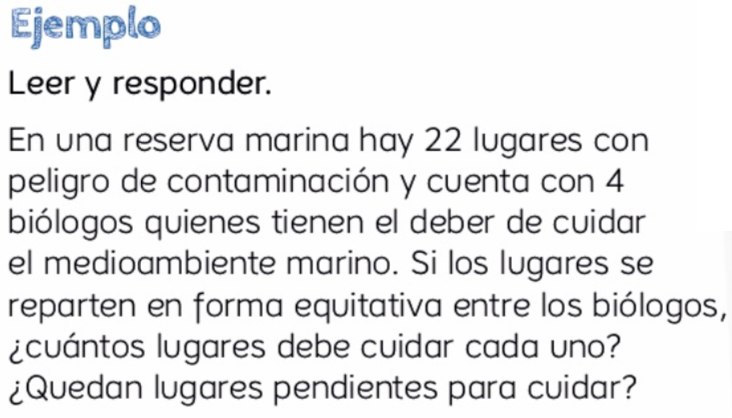 Ejemplo
Leer y responder.
En una reserva marina hay 22 lugares con
peligro de contaminación y cuenta con 4
biólogos quienes tienen el deber de cuidar
el medioambiente marino. Si los lugares se
reparten en forma equitativa entre los biólogos,
¿cuántos lugares debe cuidar cada uno?
¿Quedan lugares pendientes para cuidar?